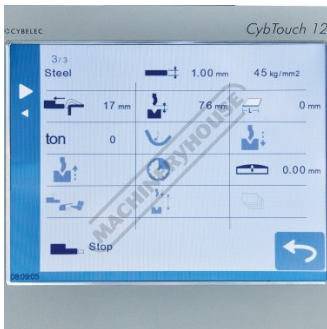 CYBELEC CybTouch 12
3/3
Steel 1.00 mm 45 kg/mm2
17 mm 76 mm L 0 mm
ton 0
0.00 mm
MACHINERYHOUSE
Stop
08:09:05